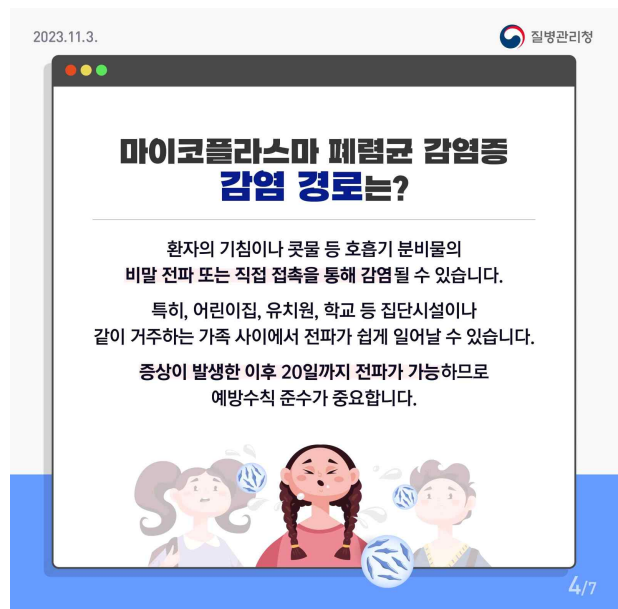 2023.11.3.
질병관리청
마이코플라스마 폐렴균 감염증
감염 경로는?
환자의 기침이나 콧물 등 호흡기 분비물의
비말 전파 또는 직접 접촉을 통해 감염될 수 있습니다.
특히, 어린이집, 유치원, 학교 등 집단시설이나
같이 거주하는 가족 사이에서 전파가 쉽게 일어날 수 있습니다.
증상이 발생한 이후 20일까지 전파가 가능하므로
예방수칙 준수가 중요합니다.
4/7